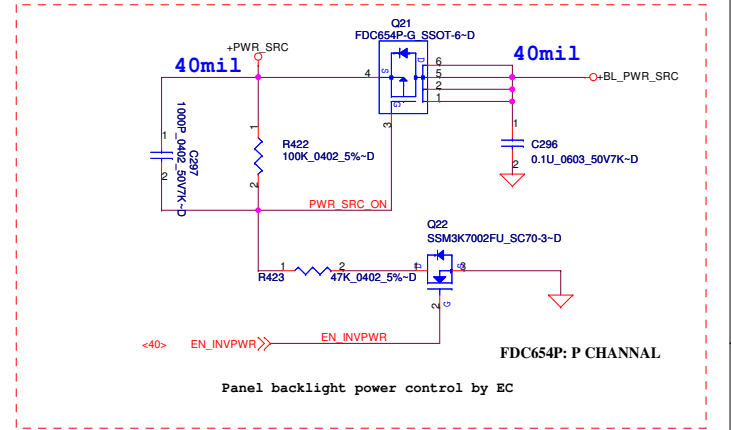 Q21
FDC654P-G_SSOT-6~D
+PWR_SRC
40mil
40mil
4
S
D
G
6
5
2
1
3
+BL_PWR_SRC
1
2
1000P_0402_50V7K~D
C297
1
2
R422
100K_0402_5%~D
1
2
C296
0.1U_0603_50V7K~D
PWR_SRC_ON
Q22
SSM3K7002FU_SC70-3~D
R423
1
2
47K_0402_5%~D
1
D
S
3
2
G
<40>
EN_INVPWR
EN_INVPWR
FDC654P: P CHANNAL
Panel backlight power control by EC